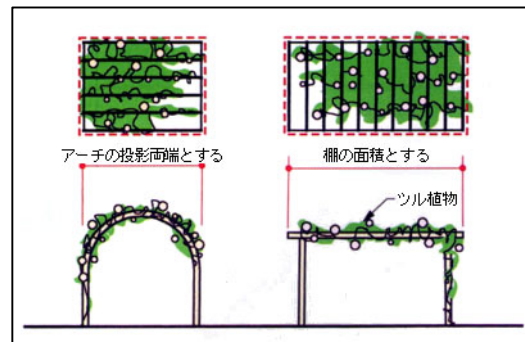 アーチの投影両端とする
棚の面積とする
ツル植物